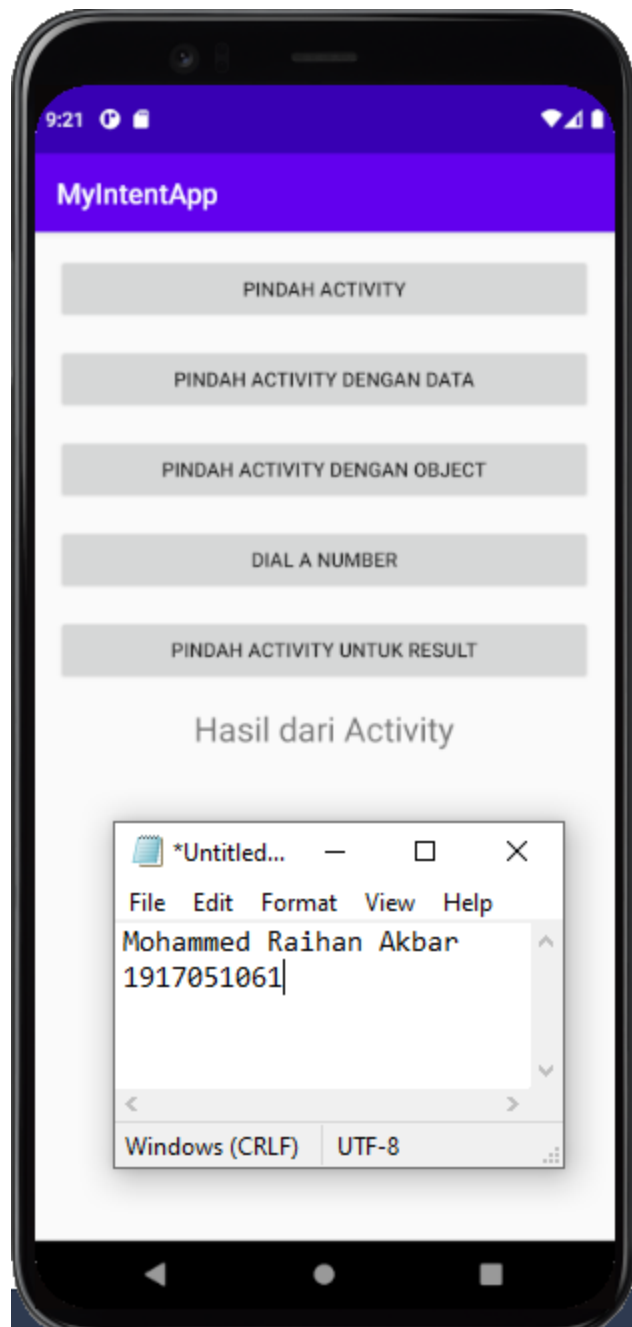 9:21
MyIntentApp
PINDAH ACTIVITY
PINDAH ACTIVITY DENGAN DATA
PINDAH ACTIVITY DENGAN OBJECT
DIAL A NUMBER
PINDAH ACTIVITY UNTUK RESULT
Hasil dari Activity
*Untitled...
File Edit Format View Help
Mohammed Raihan Akbar
1917051061
Windows (CRLF) UTF-8